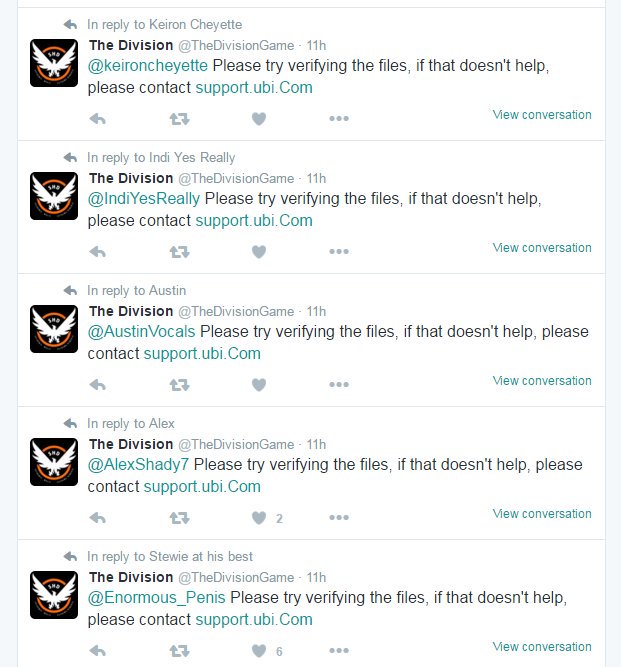 In reply to Keiron Cheyette
The Division @TheDivisionGame · 11h
@keironcheyette Please try verifying the files, if that doesn't help,
please contact support.ubi.Com
View conversation
In reply to Indi Yes Really
The Division @TheDivisionGame · 11h
@IndiYesReally Please try verifying the files, if that doesn't help,
please contact support.ubi.Com
View conversation
In reply to Austin
The Division @TheDivisionGame · 11h
@AustinVocals Please try verifying the files, if that doesn't help, please
contact support.ubi.Com
View conversation
In reply to Alex
The Division @TheDivisionGame · 11h
@AlexShady7 Please try verifying the files, if that doesn't help, please
contact support.ubi.Com
2
View conversation
In reply to Stewie at his best
The Division @TheDivisionGame · 11h
@Enormous_Penis Please try verifying the files, if that doesn't help,
please contact support.ubi.Com
6
View conversation